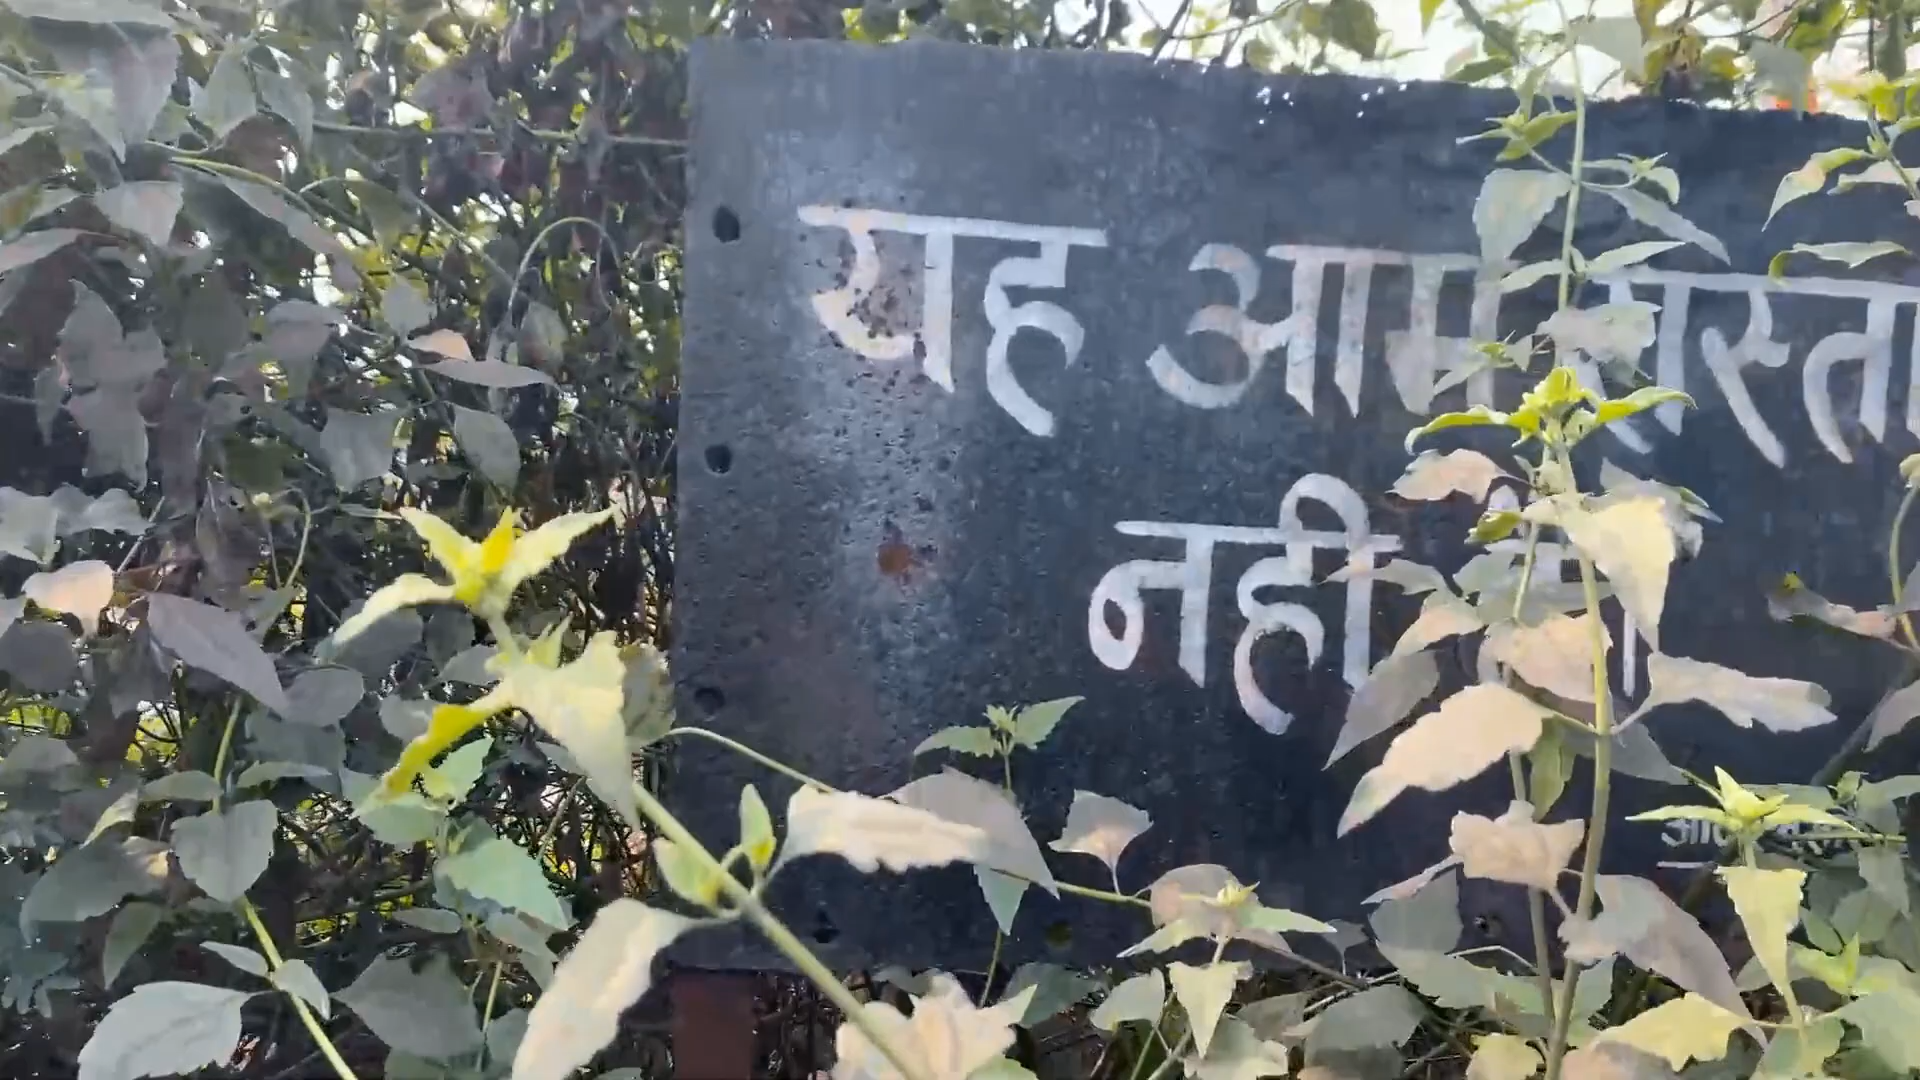 यह आम रास्ता
नही